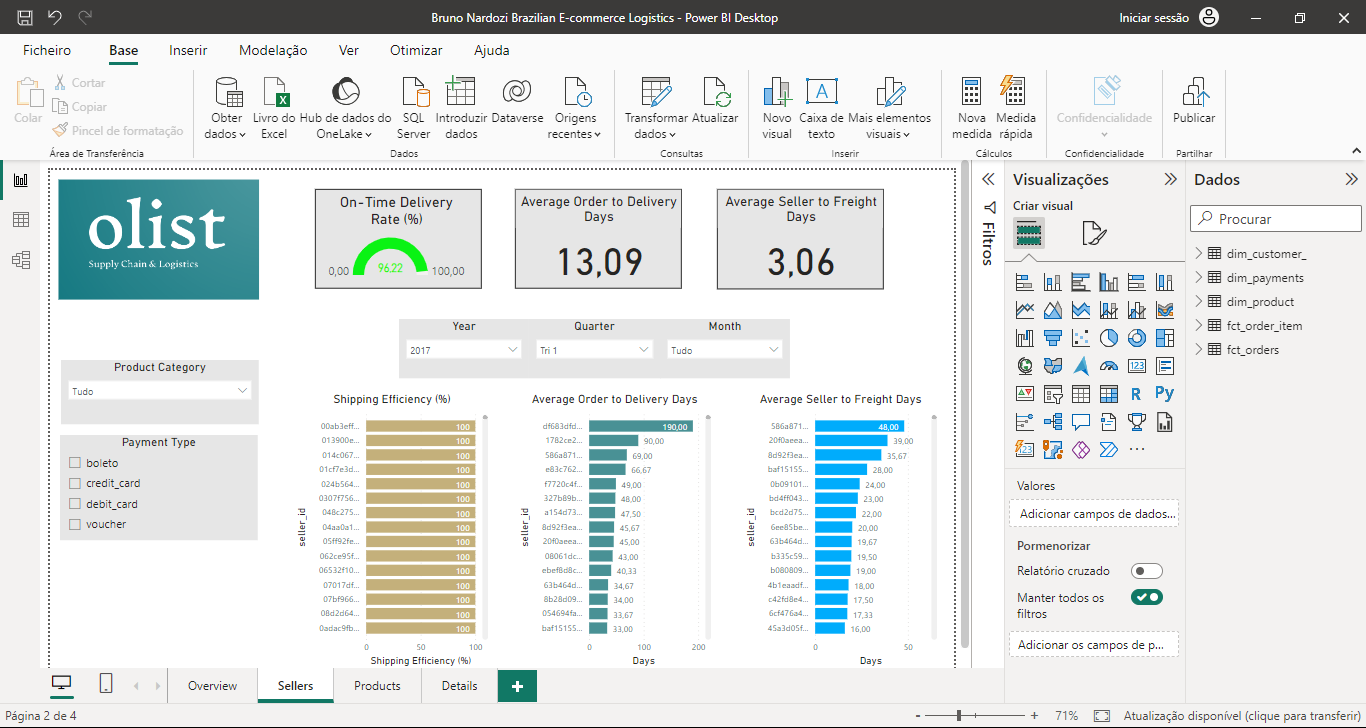 Bruno Nardozi Brazilian E-commerce Logistics - Power BI Desktop
Iniciar sessão
Ficheiro
Base
Inserir
Modelação
Ver
Otimizar
Ajuda
Colar
Cortar
Copiar
Pincel de formatação
Área de Transferência
Obter
dados
Livro do
Excel
Hub de dados do
OneLake
SQL
Server
Introduzir
dados
Dataverse
Origens
recentes
Dados
Transformar
dados
Atualizar
Consultas
Novo
visual
Caixa de
texto
Mais elementos
visuais
Inserir
Nova
medida
Medida
rápida
Cálculos
Confidencialidade
Confidencialidade
Publicar
Partilhar
olist
Supply Chain & Logistics
On-Time Delivery
Rate (%)
0,00
96,22
100,00
Average Order to Delivery
Days
13,09
Average Seller to Freight
Days
3,06
Year
2017
Quarter
Tri 1
Month
Tudo
Product Category
Tudo
Payment Type
boleto
credit_card
debit_card
voucher
Shipping Efficiency (%)
seller_id
00ab3eff... 100
013900e... 100
014c067... 100
01cf7e3d... 100
024b564... 100
0307f756... 100
048c275... 100
04aa0a1... 100
05ff92fe... 100
062ce95f... 100
06532f10... 100
07017df... 100
07bf966... 100
08d2d64... 100
0adac9fb... 100
0 50 100
Shipping Efficiency (%)
Average Order to Delivery Days
seller_id
df683dfd... 190,00
1782ce2... 90,00
586a871... 69,00
e83c762... 66,67
f7720c4f... 49,00
327b89b... 48,00
a154d73... 47,50
8d92f3ea... 45,67
20f0aeea... 45,00
08061dc... 43,00
ebef8d8c... 40,33
63b464d... 34,67
8b28d09... 34,00
054694fa... 33,67
baf15155... 33,00
0 100 200
Days
Average Seller to Freight Days
seller_id
586a871... 48,00
20f0aeea... 39,00
8d92f3ea... 35,67
baf15155... 28,00
0b09101... 24,00
bd4ff043... 23,00
bcd2d75... 22,00
6ee85be... 20,00
63b464d... 19,67
b335c59... 19,50
b080809... 19,00
4b1eaadf... 18,00
c42fd8e4... 17,50
6cf476a4... 17,33
45a3d05f... 16,00
0 50
Days
Filtros
Visualizações
Criar visual
123
R
Py
123
Valores
Adicionar campos de dados...
Pormenorizar
Relatório cruzado
Manter todos os
filtros
Adicionar os campos de p...
Dados
Procurar
dim_customer_
dim_payments
dim_product
fct_order_item
fct_orders
Overview
Sellers
Products
Details
Página 2 de 4
71%
Atualização disponível (clique para transferir)